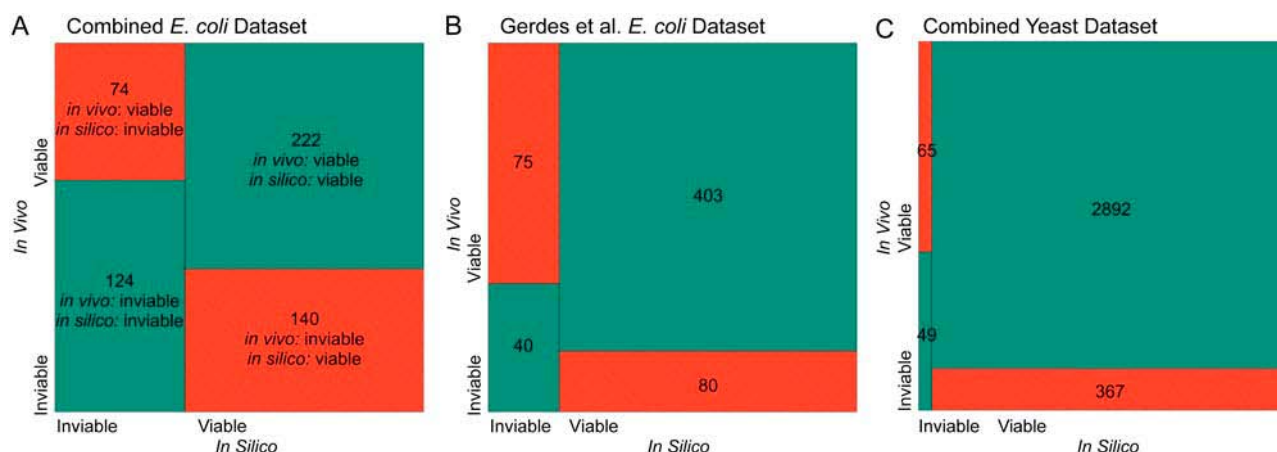 A
Combined E. coli Dataset
74
in vivo: viable
in silico: inviable
222
in vivo: viable
in silico: viable
124
in vivo: inviable
in silico: inviable
140
in vivo: inviable
in silico: viable
In Vivo
Viable
Inviable
Inviable
Viable
In Silico
B
Gerdes et al. E. coli Dataset
75
403
40
80
In Vivo
Viable
Inviable
Inviable
Viable
In Silico
C
Combined Yeast Dataset
65
2892
49
367
In Vivo
Viable
Inviable
Inviable
Viable
In Silico